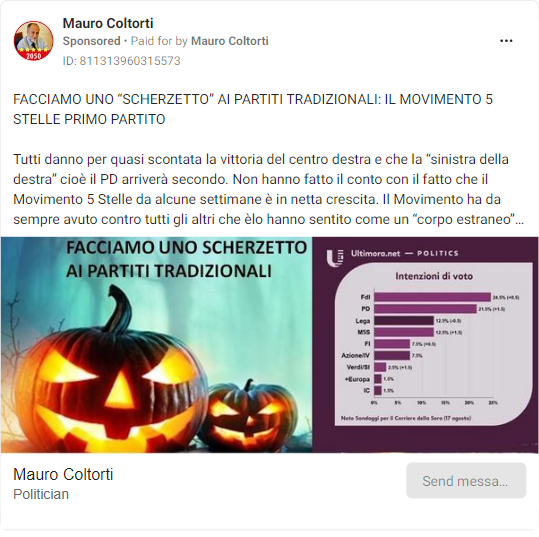 Mauro Coltorti
Sponsored • Paid for by Mauro Coltorti
ID: 811313960315573
2050
FACCIAMO UNO “SCHERZETTO” AI PARTITI TRADIZIONALI: IL MOVIMENTO 5
STELLE PRIMO PARTITO
Tutti danno per quasi scontata la vittoria del centro destra e che la “sinistra della
destra” cioè il PD arriverà secondo. Non hanno fatto il conto con il fatto che il
Movimento 5 Stelle da alcune settimane è in netta crescita. Il Movimento ha da
sempre avuto contro tutti gli altri che èlo hanno sentito come un “corpo estraneo”...
FACCIAMO UNO SCHERZETTO
AI PARTITI TRADIZIONALI
Ultimora.net — POLITICS
Intenzioni di voto
FdI 24.5% (+0.5)
PD 21.5% (+1.5)
Lega 12.5% (-0.5)
M5S 12.5% (+1.5)
FI 7.5% (+0.5)
Azione/IV 7.5%
Verdi/SI 2.5% (+1.5)
+Europa 1.5%
IC 1.5%
0% 5% 10% 15% 20% 25%
Noto Sondaggi per il Corriere della Sera (17 agosto)
Mauro Coltorti
Politician
Send messa...